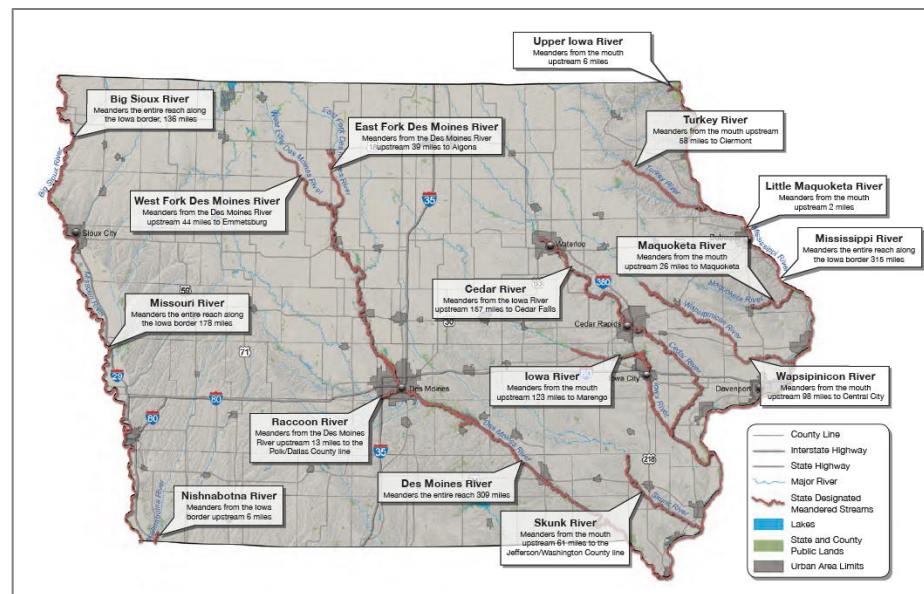 Upper Iowa River
Meanders from the mouth
upstream 6 miles
Big Sioux River
Meanders the entire reach along
the Iowa border, 136 miles
East Fork Des Moines River
Meanders from the Des Moines River
upstream 39 miles to Algona
Turkey River
Meanders from the mouth upstream
58 miles to Clermont
West Fork Des Moines River
Meanders from the Des Moines River
upstream 44 miles to Emmetsburg
Little Maquoketa River
Meanders from the mouth
upstream 2 miles
Maquoketa River
Meanders from the mouth
upstream 26 miles to Maquoketa
Mississippi River
Meanders the entire reach along
the Iowa border 316 miles
Cedar River
Meanders from the Iowa River
upstream 157 miles to Cedar Falls
Missouri River
Meanders the entire reach along
the Iowa border 178 miles
Iowa River
Meanders from the mouth
upstream 123 miles to Marengo
Wapsipinicon River
Meanders from the mouth
upstream 98 miles to Central City
Raccoon River
Meanders from the Des Moines
River upstream 13 miles to the
Polk/Dallas County line
Des Moines River
Meanders the entire reach 309 miles
Nishnabotna River
Meanders from the Iowa
border upstream 6 miles
Skunk River
Meanders from the mouth
upstream 61 miles to the
Jefferson/Washington County line
Big Sioux River
West Fork Des Moines River
Turkey River
Sioux City
Waterloo
35
380
Maquoketa River
Wapsipinicon River
Cedar Rapids
Cedar River
71
29
80
80
Des Moines
Iowa City
Iowa River
Davenport
35
Des Moines River
218
Skunk River
County Line
Interstate Highway
State Highway
Major River
State Designated
Meandered Streams
Lakes
State and County
Public Lands
Urban Area Limits